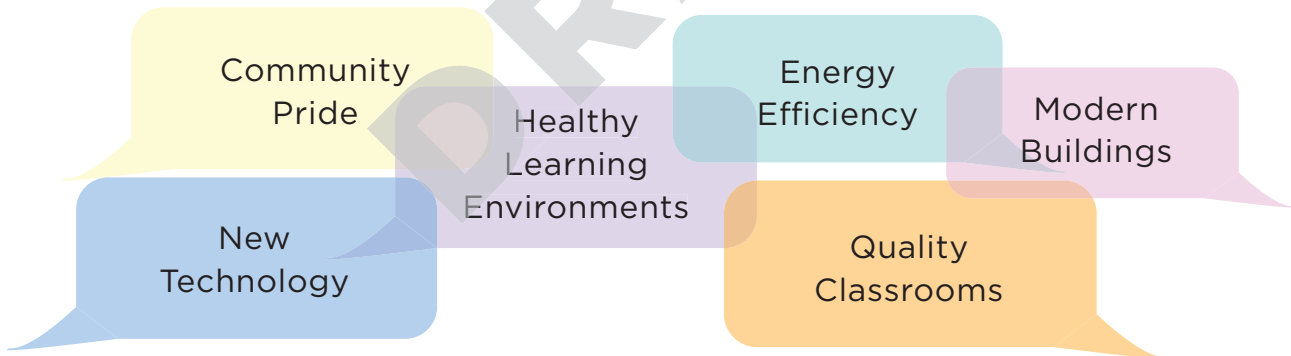 Community
Pride
Healthy
Learning
Environments
Energy
Efficiency
Modern
Buildings
New
Technology
Quality
Classrooms